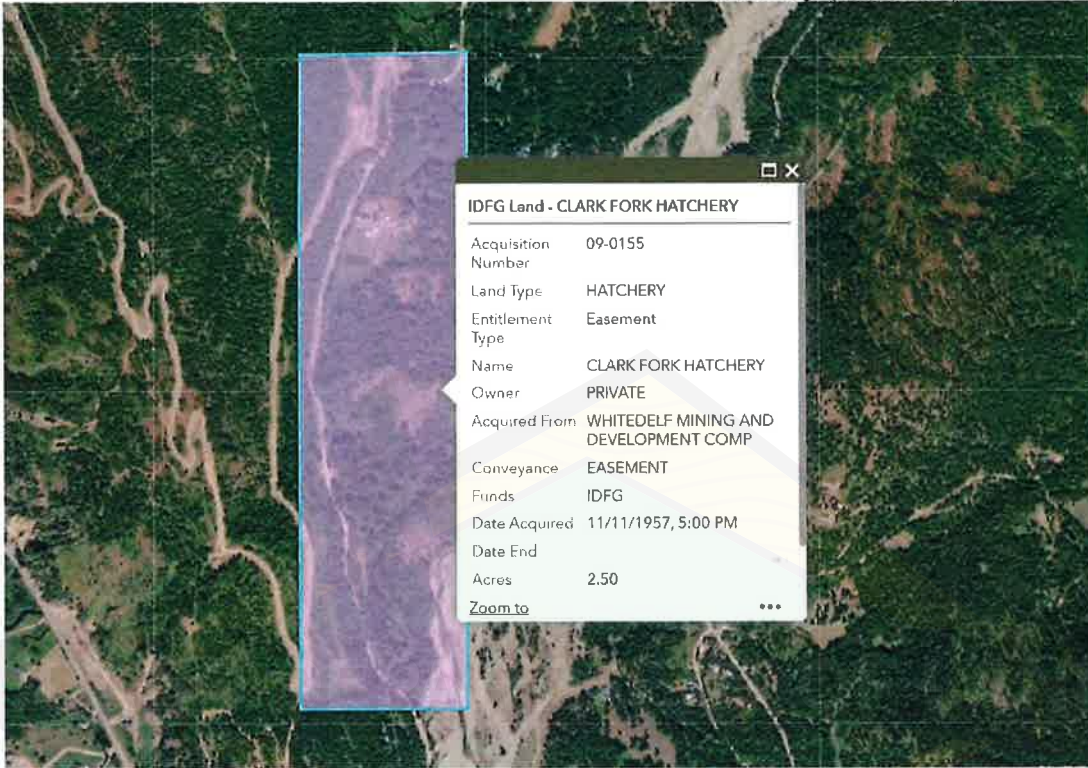 IDFG Land - CLARK FORK HATCHERY
Acquisition 09-0155
Number
Land Type HATCHERY
Entitlement Easement
Type
Name CLARK FORK HATCHERY
Owner PRIVATE
Acquired From WHITEDELF MINING AND
DEVELOPMENT COMP
Conveyance EASEMENT
Funds IDFG
Date Acquired 11/11/1957, 5:00 PM
Date End
Acres 2.50
Zoom to